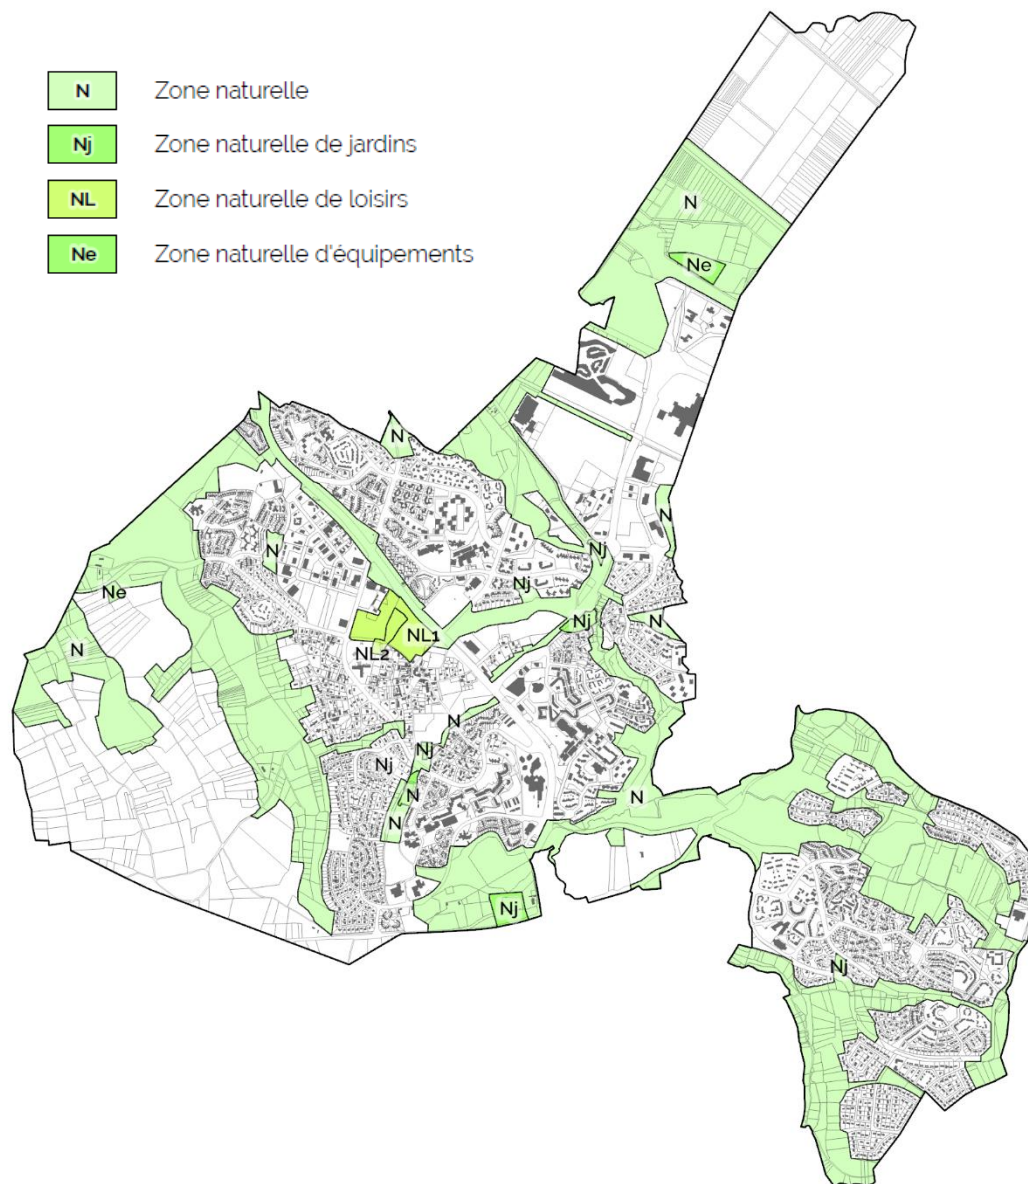 N Zone naturelle
Nj Zone naturelle de jardins
NL Zone naturelle de loisirs
Ne Zone naturelle d'équipements
N
Ne
N
N
Nj
N
Nj
Ne
Nj
N
NL1
N
NL2
N
Nj
Nj
N
N
N
Nj
Nj